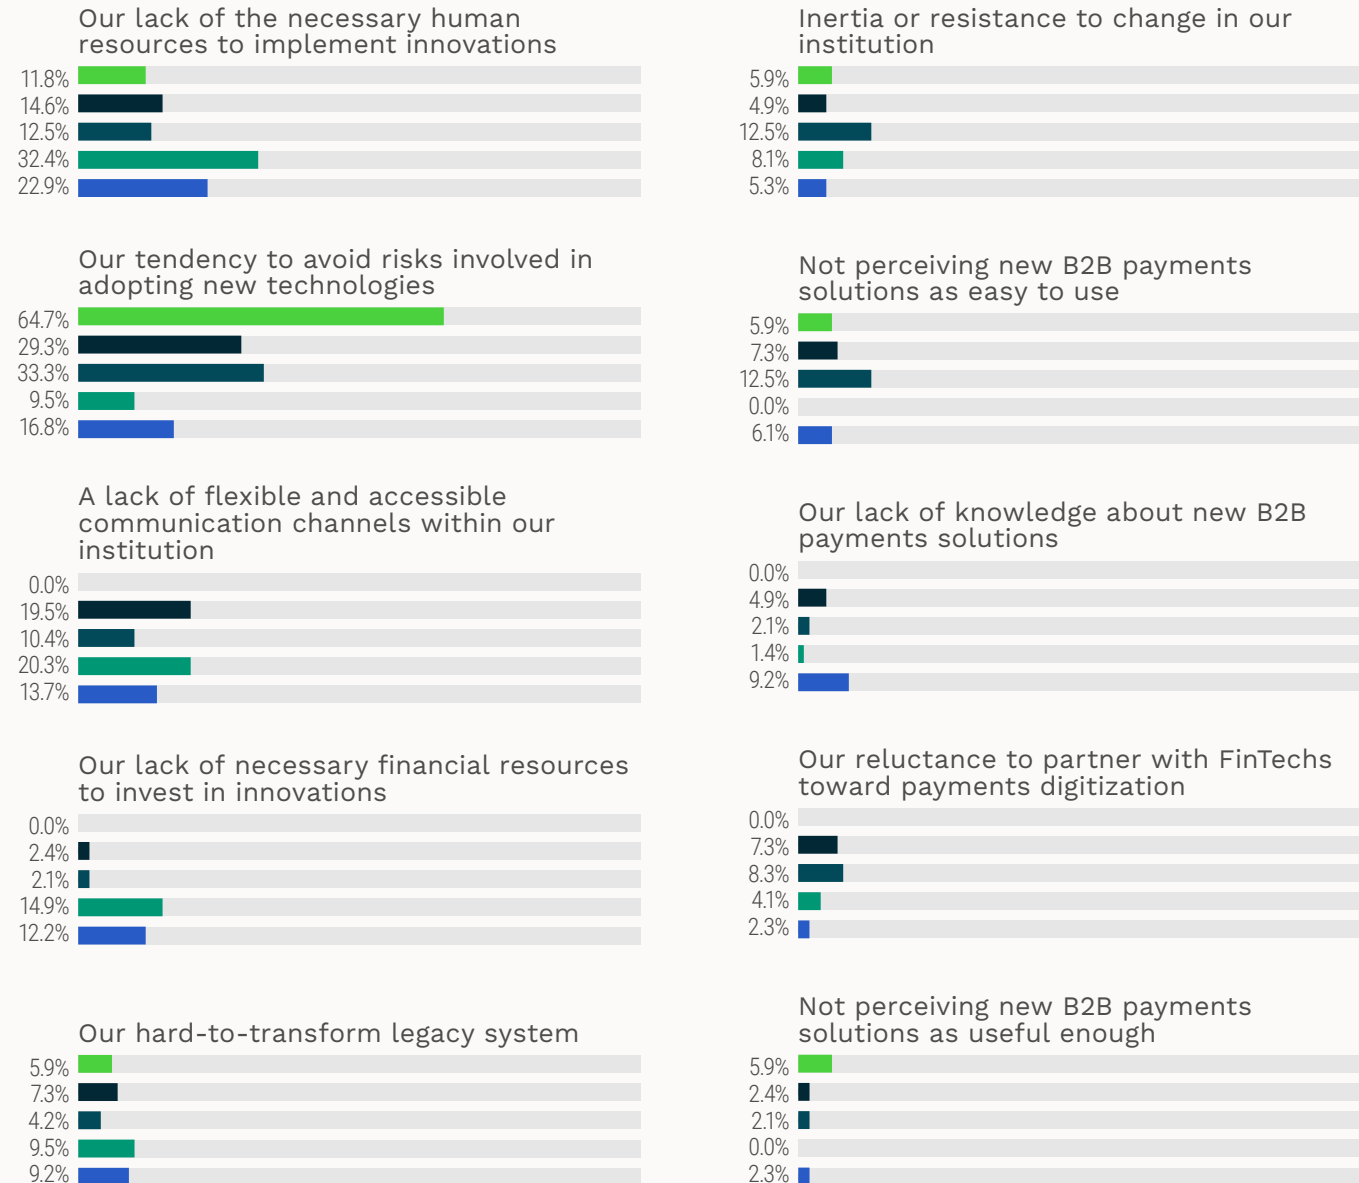 Our lack of the necessary human
resources to implement innovations
11.8%
14.6%
12.5%
32.4%
22.9%
Our tendency to avoid risks involved in
adopting new technologies
64.7%
29.3%
33.3%
9.5%
16.8%
A lack of flexible and accessible
communication channels within our
institution
0.0%
19.5%
10.4%
20.3%
13.7%
Our lack of necessary financial resources
to invest in innovations
0.0%
2.4%
2.1%
14.9%
12.2%
Our hard-to-transform legacy system
5.9%
7.3%
4.2%
9.5%
9.2%
Inertia or resistance to change in our
institution
5.9%
4.9%
12.5%
8.1%
5.3%
Not perceiving new B2B payments
solutions as easy to use
5.9%
7.3%
12.5%
0.0%
6.1%
Our lack of knowledge about new B2B
payments solutions
0.0%
4.9%
2.1%
1.4%
9.2%
Our reluctance to partner with FinTechs
toward payments digitization
0.0%
7.3%
8.3%
4.1%
2.3%
Not perceiving new B2B payments
solutions as useful enough
5.9%
2.4%
2.1%
0.0%
2.3%